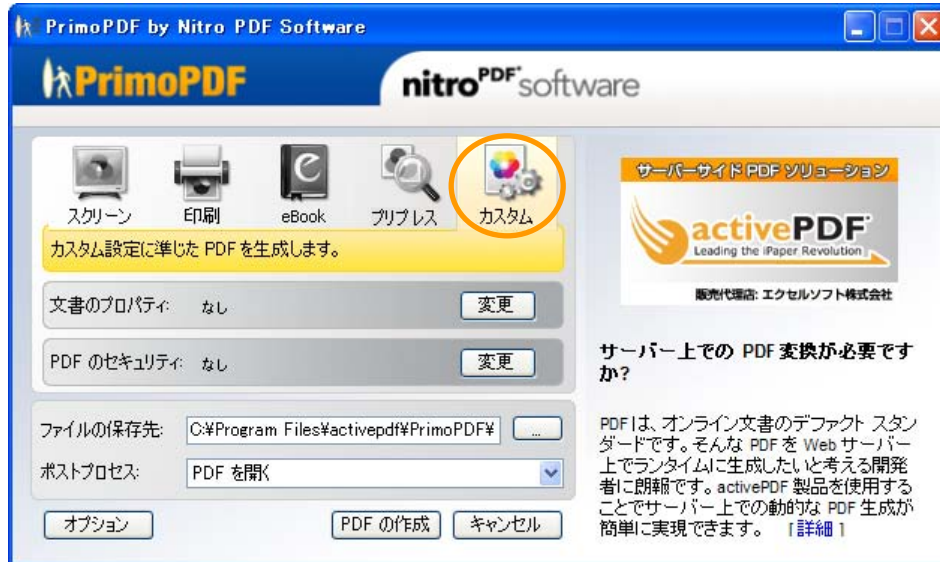 PrimoPDF by Nitro PDF Software
PrimoPDF
nitroPDF software
スクリーン
印刷
eBook
プリプレス
カスタム
カスタム設定に準じた PDF を生成します。
文書のプロパティ: なし
変更
PDF のセキュリティ: なし
変更
ファイルの保存先: C:¥Program Files¥activepdf¥PrimoPDF¥
...
ポストプロセス: PDF を開く
オプション
PDF の作成
キャンセル
サーバーサイド PDF ソリューション
activePDF
Leading the iPaper Revolution
販売代理店: エクセルソフト株式会社
サーバー上での PDF 変換が必要です
か?
PDF は、オンライン文書のデファクト スタン
ダードです。そんな PDF を Web サーバー
上でランタイムに生成したいと考える開発
者に朗報です。activePDF 製品を使用する
ことでサーバー上での動的な PDF 生成が
簡単に実現できます。 [詳細]